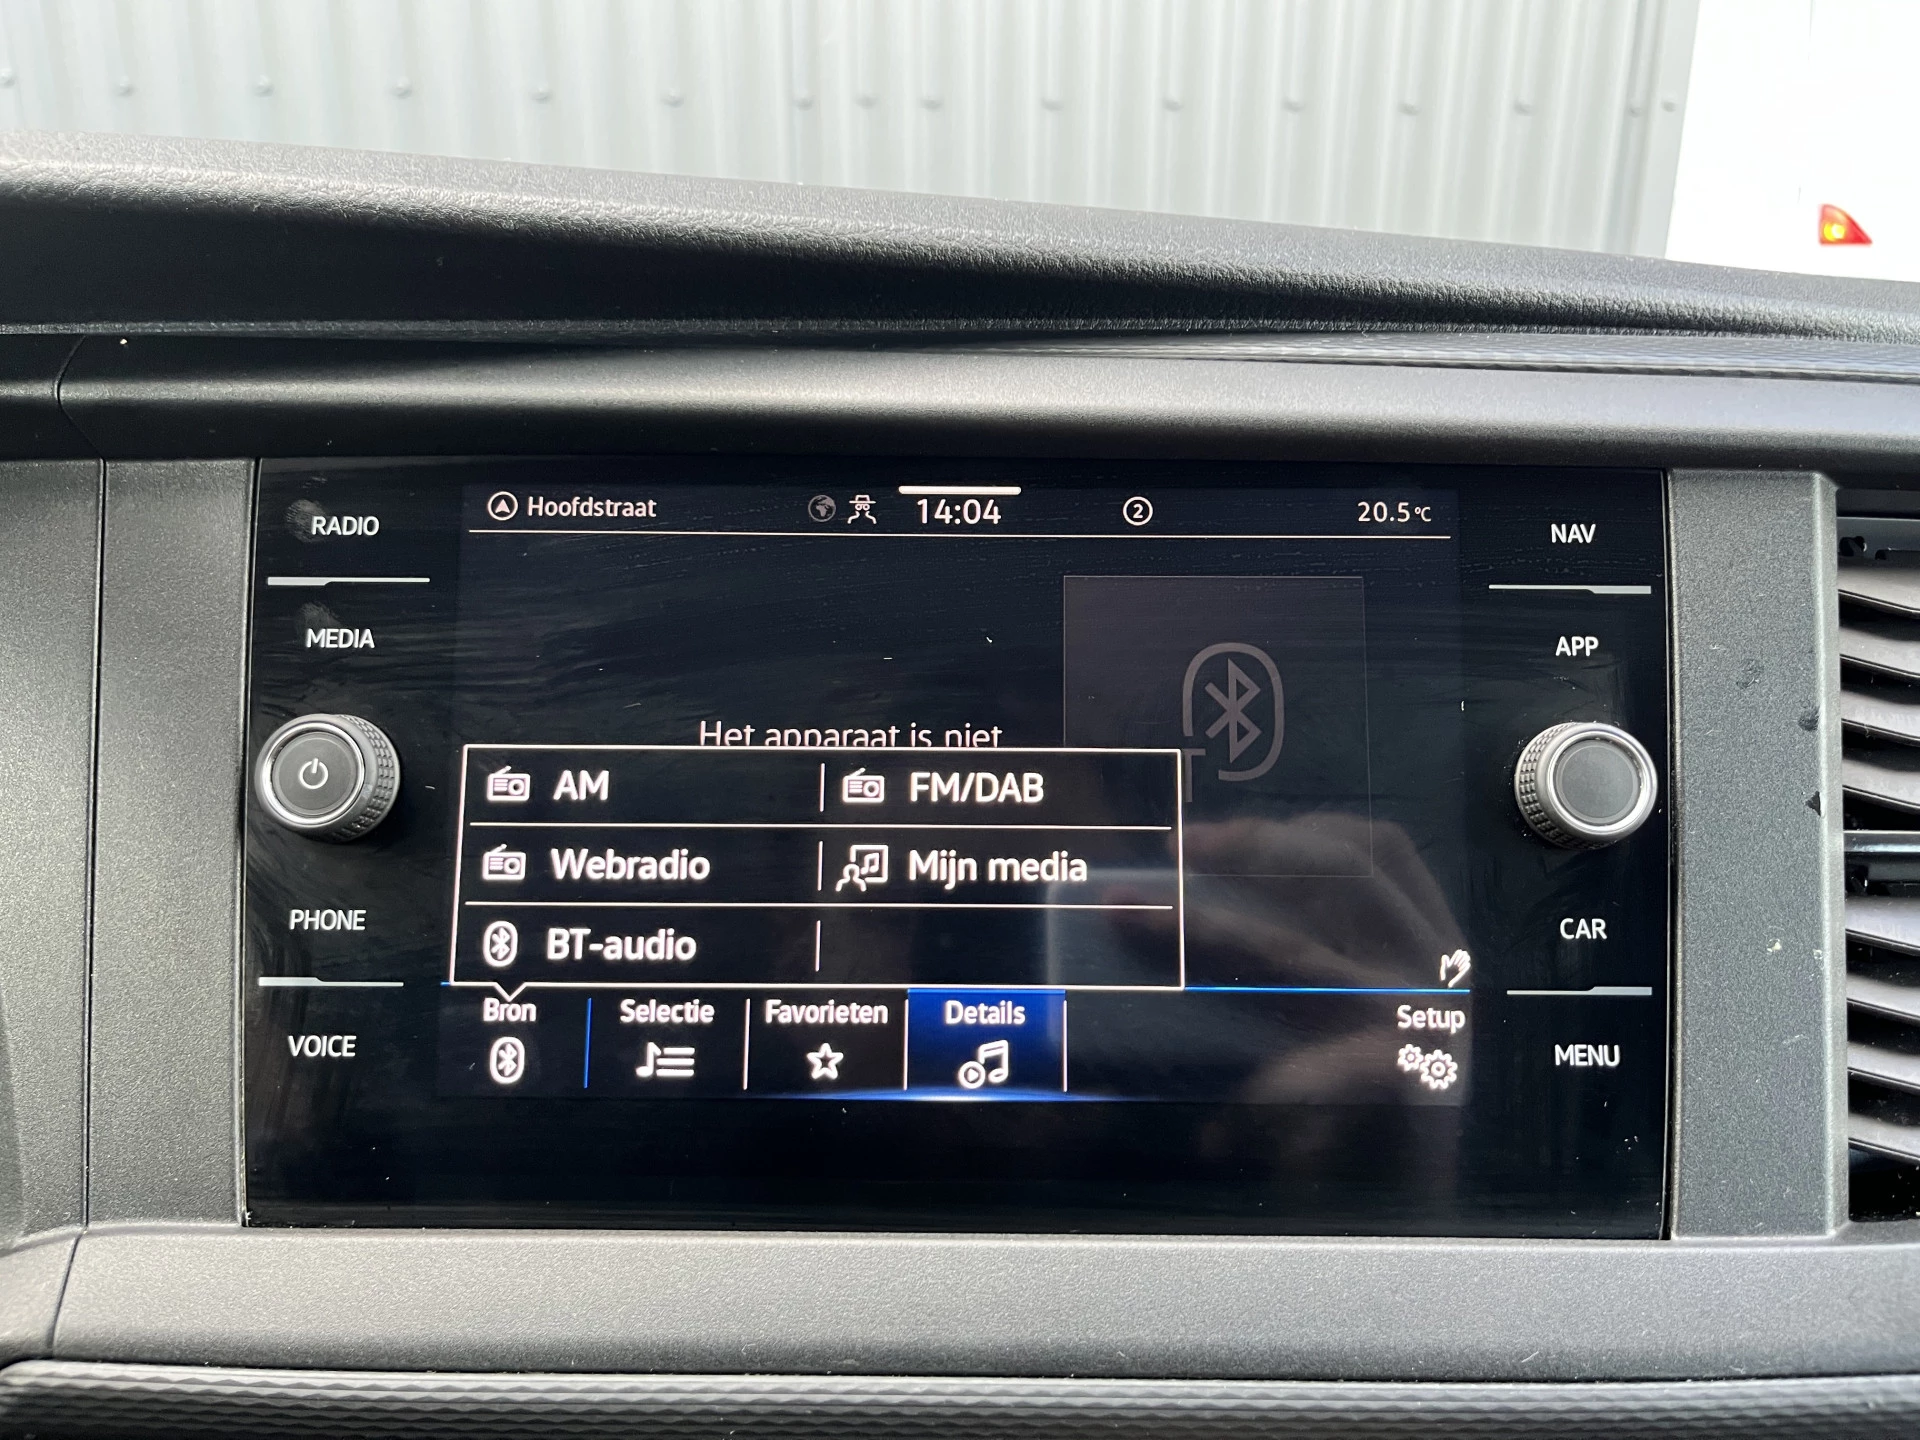 RADIO
MEDIA
PHONE
VOICE
Hoofdstraat 14:04 2 20.5 °C
Het apparaat is niet
AM FM/DAB
Webradio Mijn media
BT-audio
Bron Selectie Favorieten Details Setup
NAV
APP
CAR
MENU